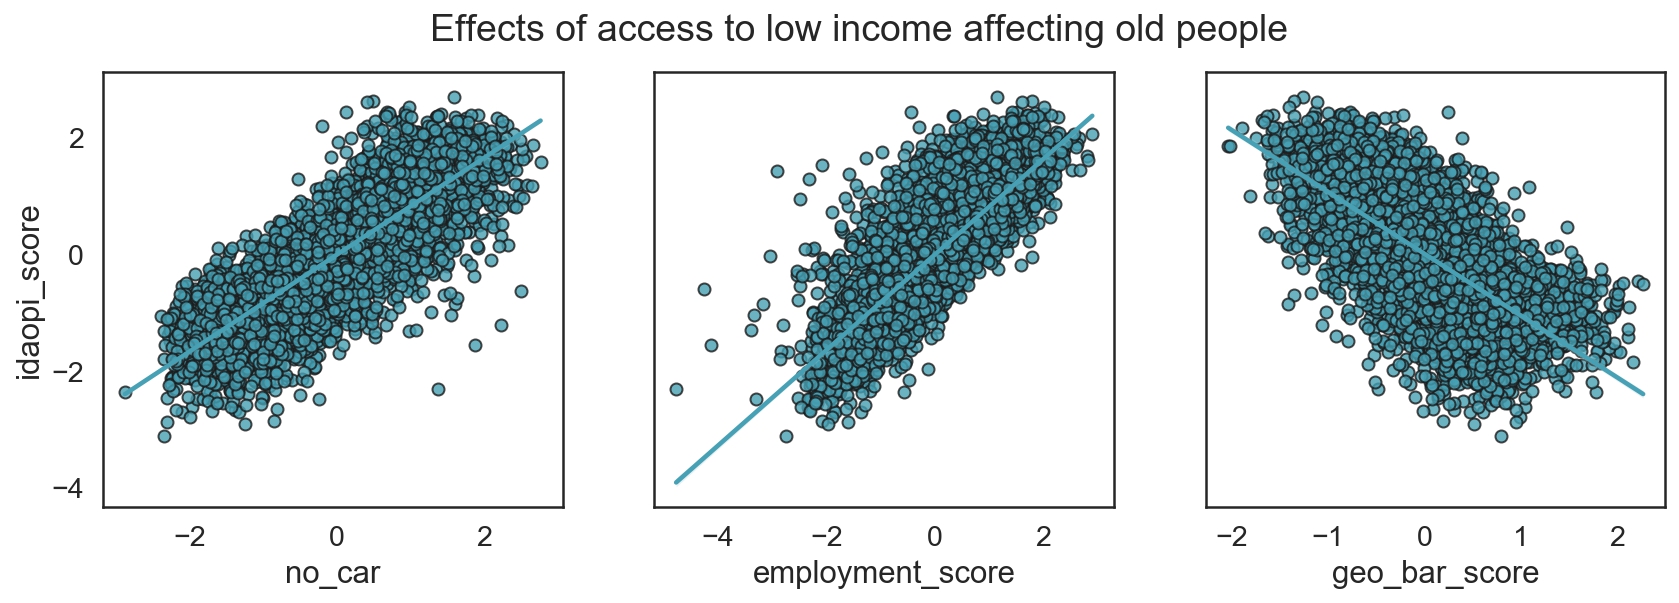 Effects of access to low income affecting old people
idaopi_score
2
0
−2
−4
−2 0 2
no_car
−4 −2 0 2
employment_score
−2 −1 0 1 2
geo_bar_score